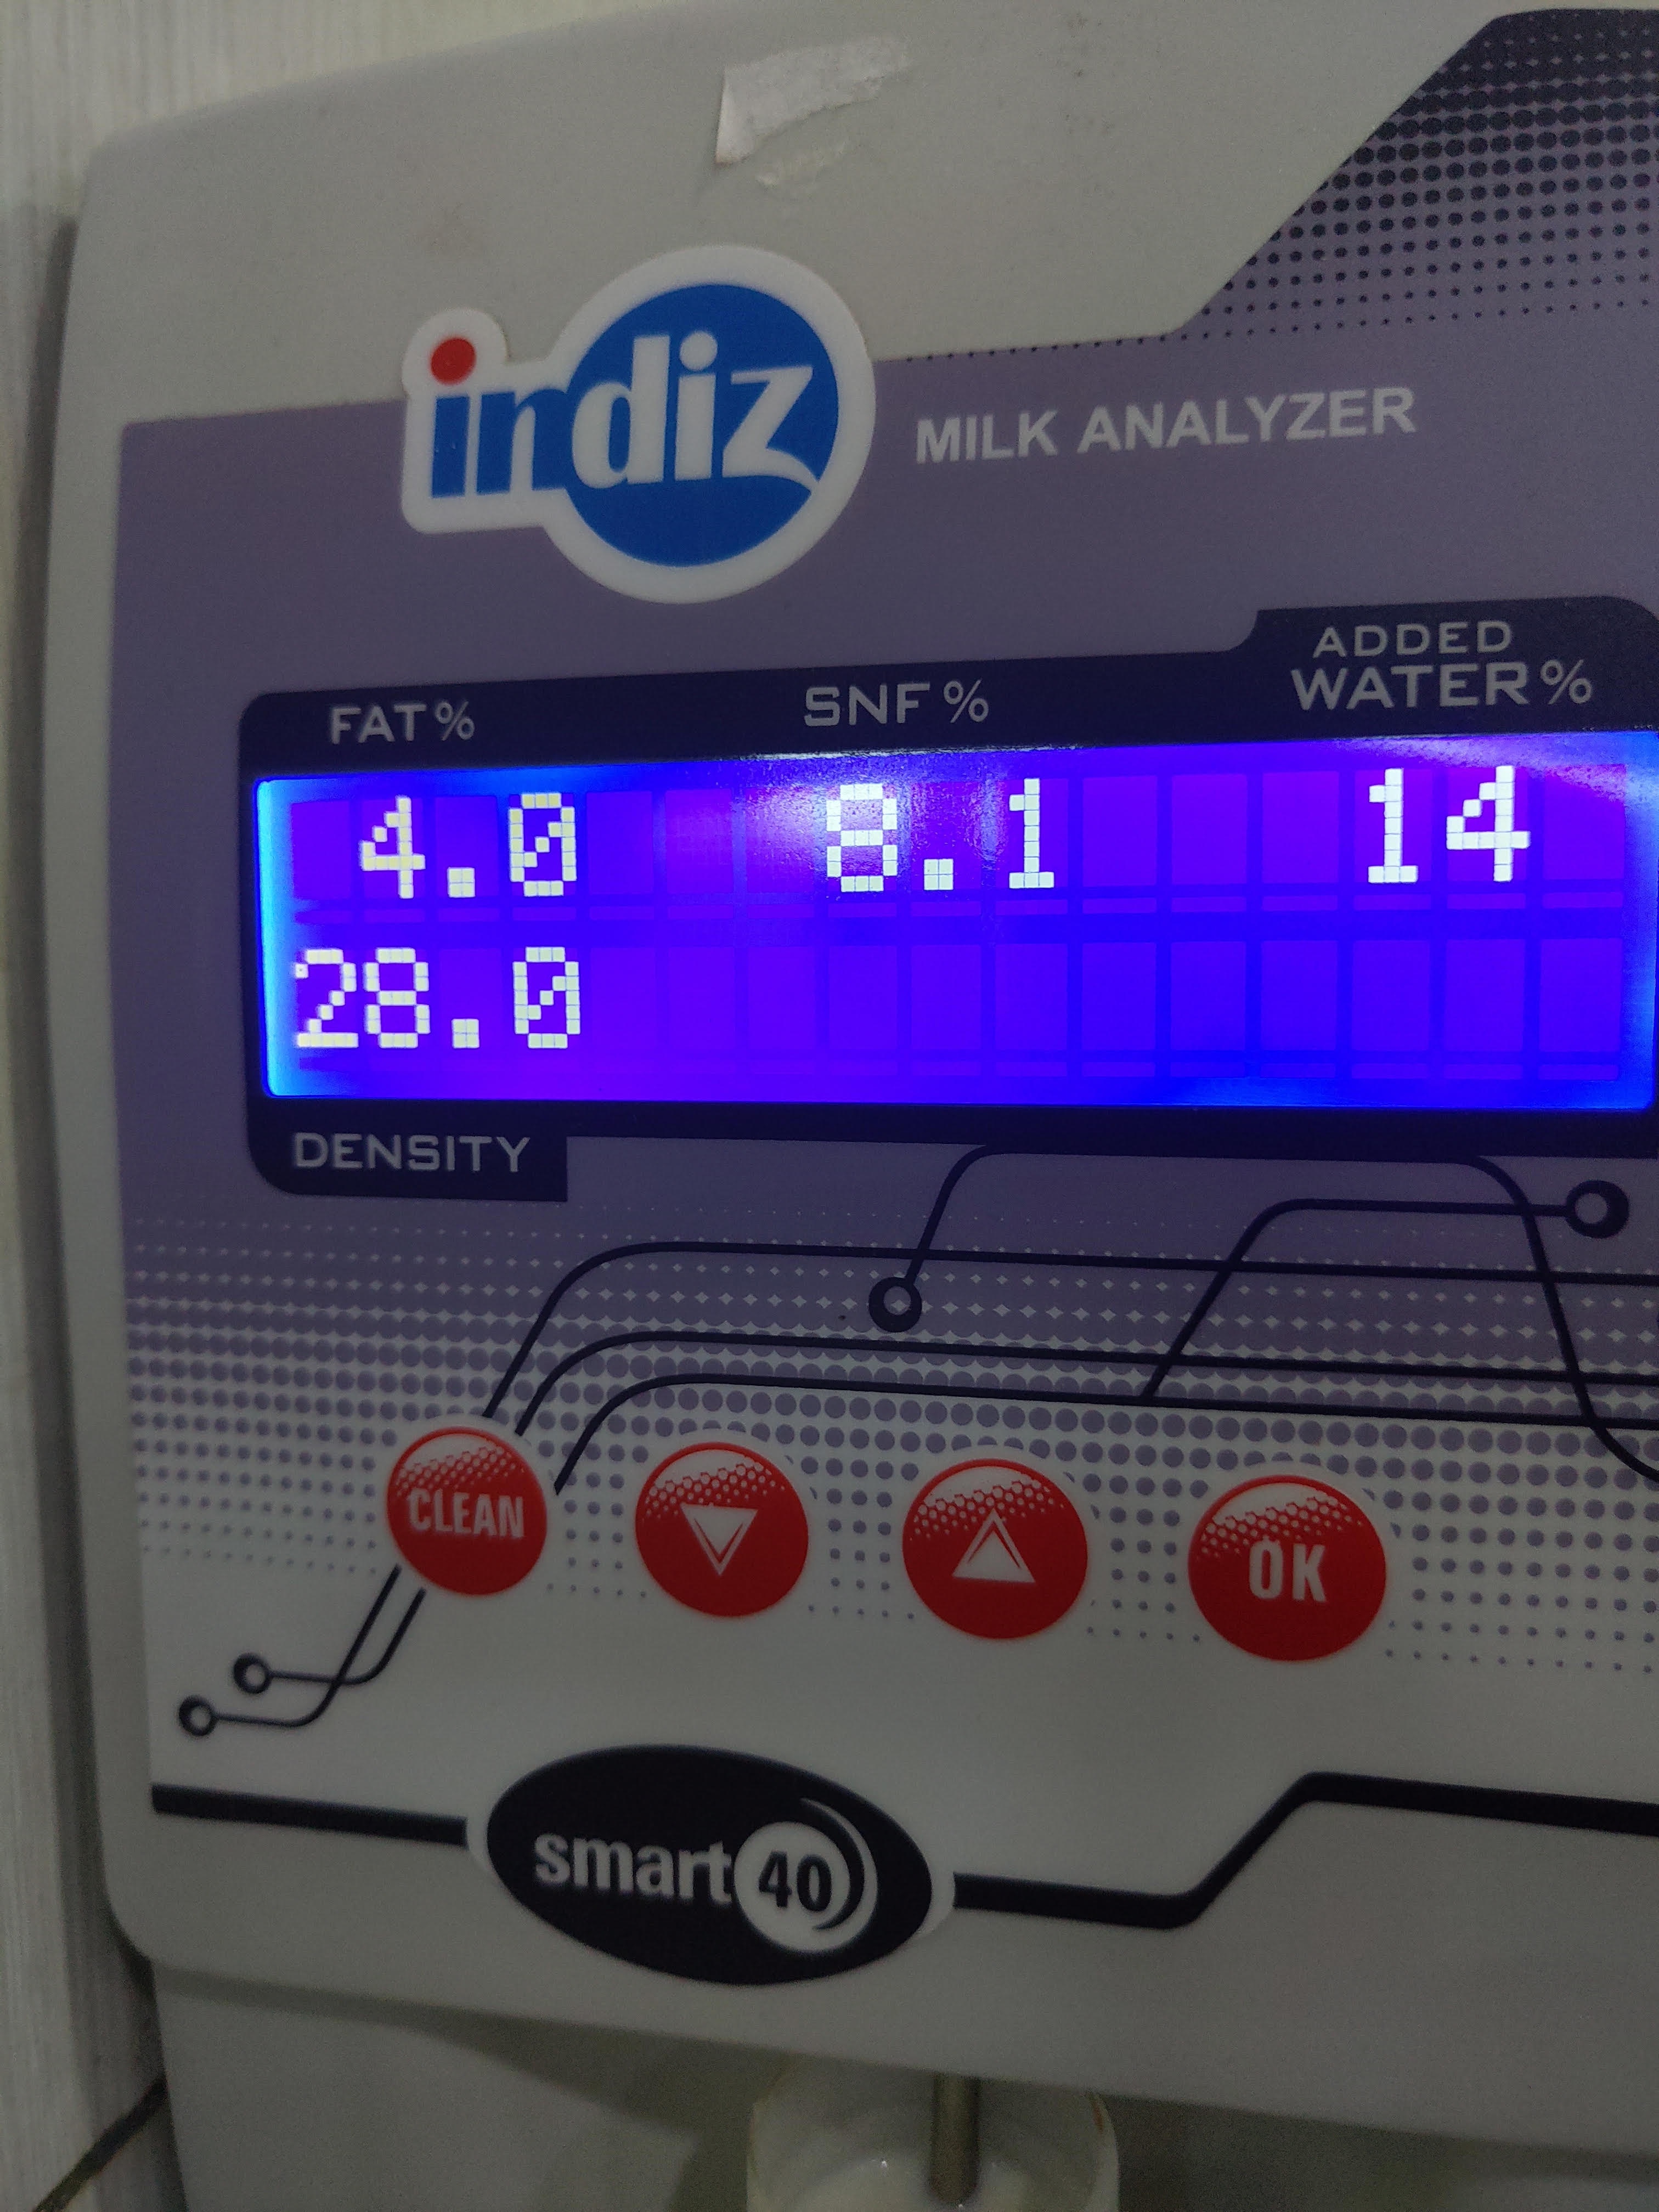 indiz
MILK ANALYZER
FAT % SNF % ADDED WATER %
4.0 8.1 14
28.0
DENSITY
CLEAN OK
smart 40